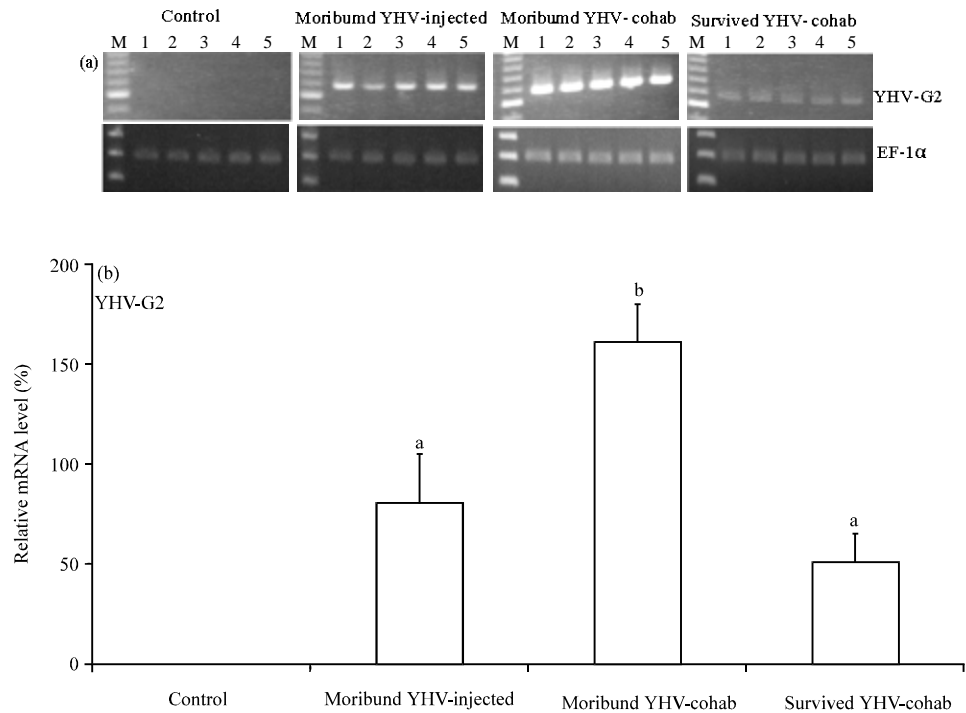 Control Moribumd YHV-injected Moribumd YHV- cohab Survived YHV- cohab
M 1 2 3 4 5 M 1 2 3 4 5 M 1 2 3 4 5 M 1 2 3 4 5
(a)
YHV-G2
EF-1α
(b)
YHV-G2
Relative mRNA level (%)
200
150
100
50
0
a
b
a
Control Moribund YHV-injected Moribund YHV-cohab Survived YHV-cohab